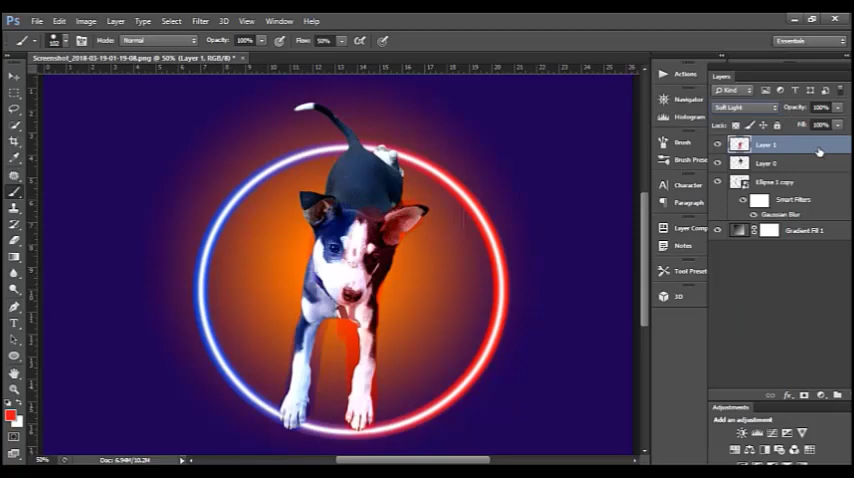 Ps File Edit Image Layer Type Select Filter 3D View Window Help
102 Mode: Normal Opacity: 100% Flow: 50% Essentials
Screenshot_2018-03-19-01-19-08.png @ 50% (Layer 1, RGB/8) * ×
Actions
Navigator
Histogram
Brush
Brush Prese
Character
Paragraph
Layer Comp
Notes
Tool Preset
3D
Layers
Kind
Soft Light Opacity: 100%
Lock: Fill: 100%
Layer 1
Layer 0
Ellipse 1 copy
Smart Filters
Gaussian Blur
Gradient Fill 1
fx
Adjustments
Add an adjustment
50% Doc: 6.94M/10.2M